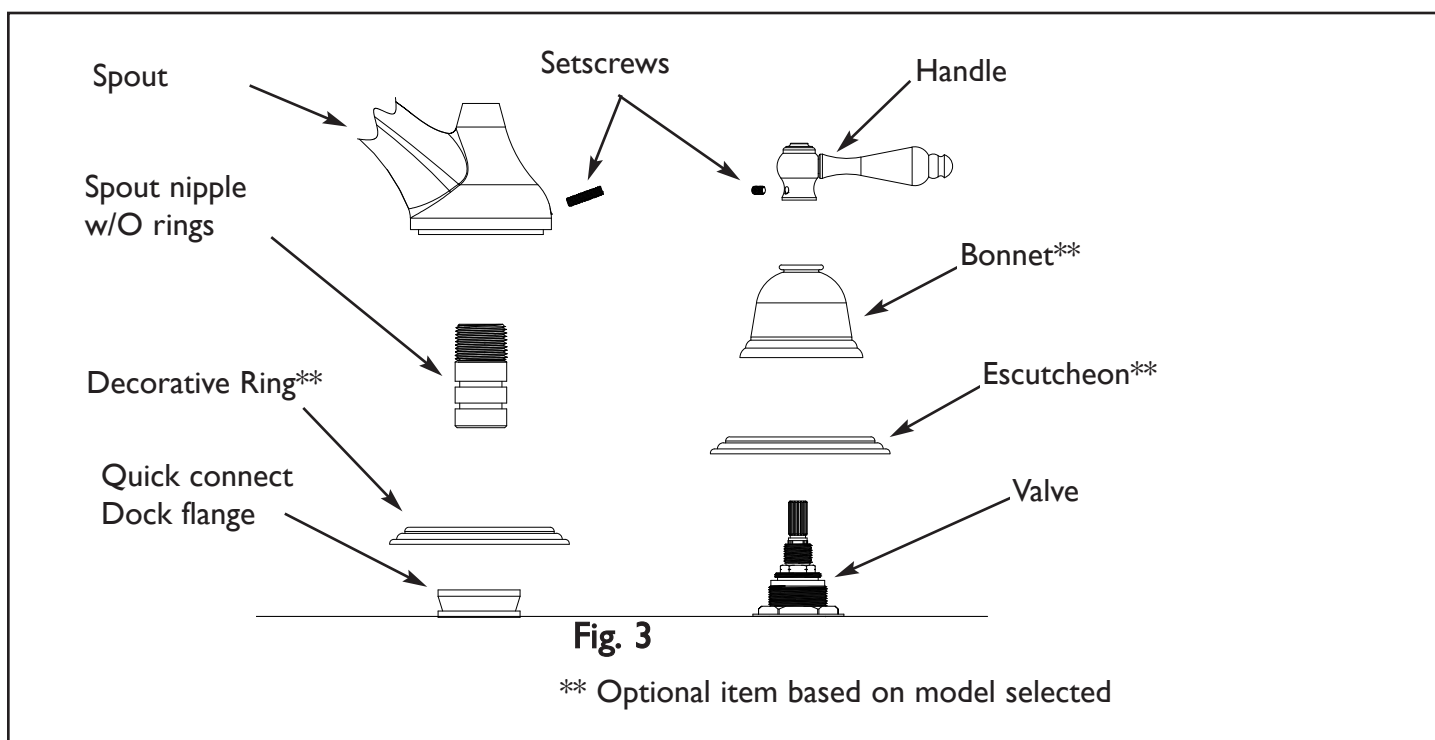 Spout
Setscrews
Handle
Spout nipple
w/O rings
Bonnet**
Decorative Ring**
Escutcheon**
Quick connect
Dock flange
Valve
Fig. 3
** Optional item based on model selected